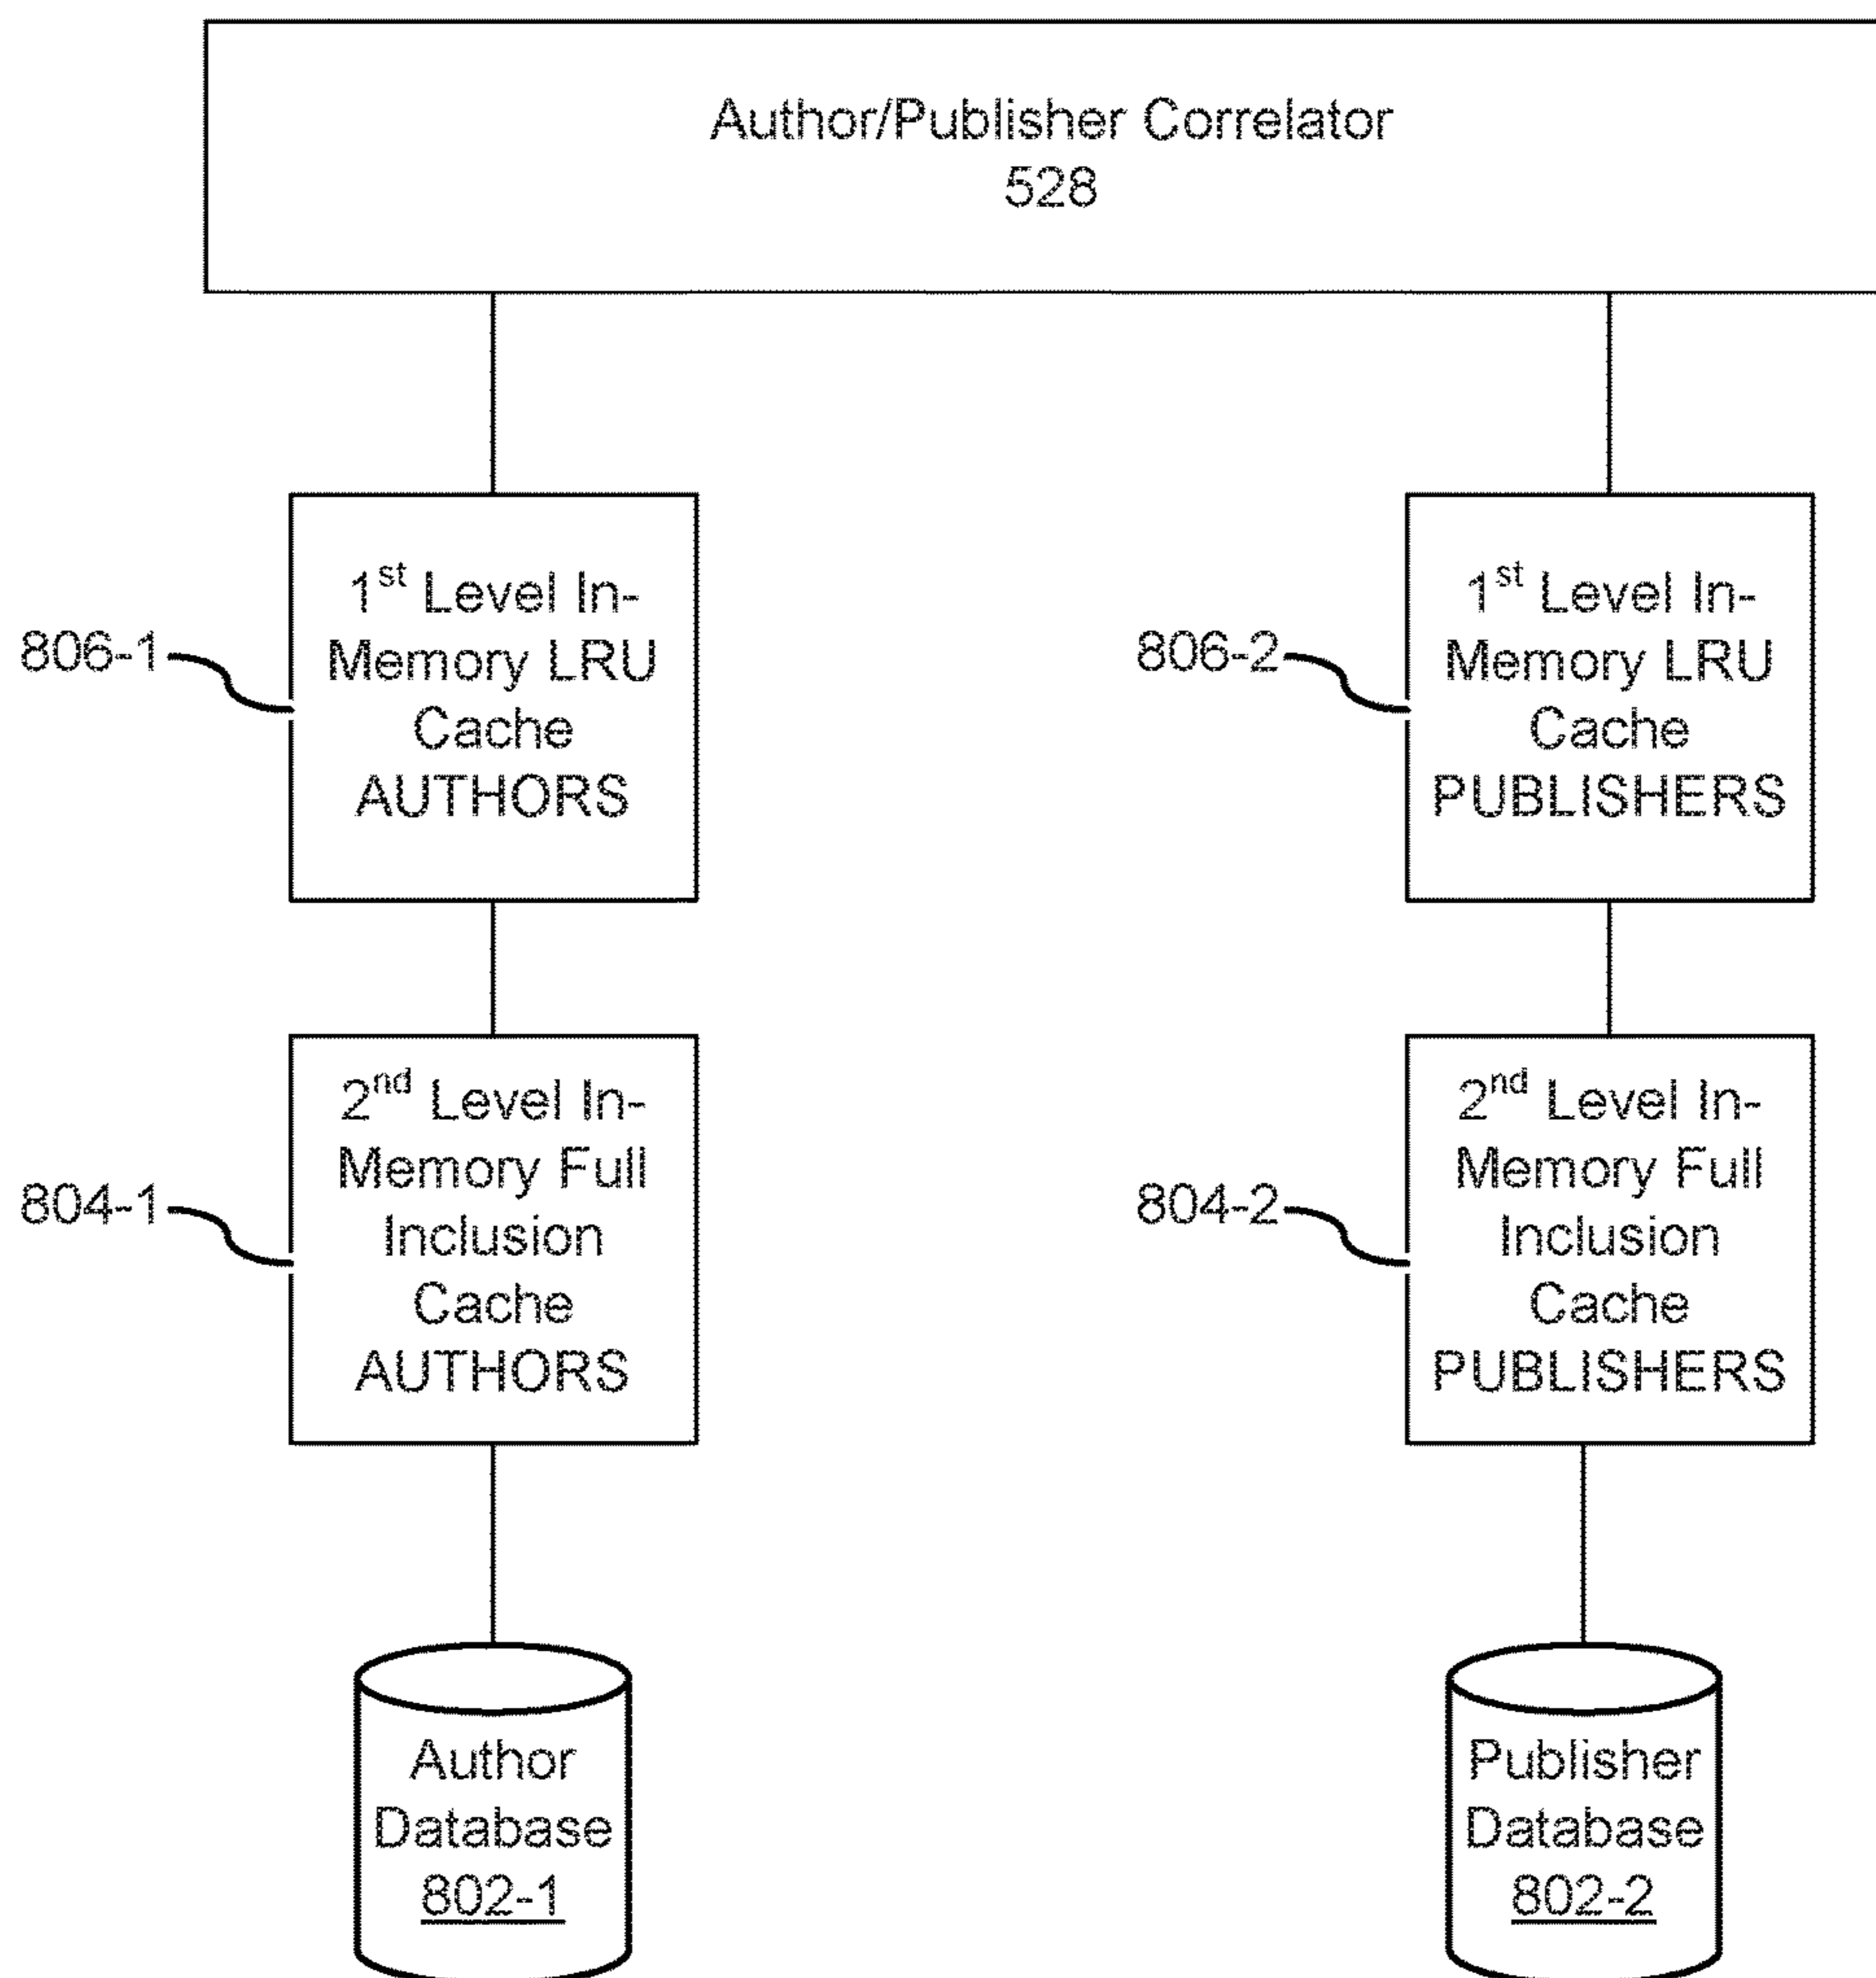 Author/Publisher Correlator
528
1st Level In-
Memory LRU
Cache
AUTHORS
806-1
1st Level In-
Memory LRU
Cache
PUBLISHERS
806-2
2nd Level In-
Memory Full
Inclusion
Cache
AUTHORS
804-1
2nd Level In-
Memory Full
Inclusion
Cache
PUBLISHERS
804-2
Author
Database
802-1
Publisher
Database
802-2